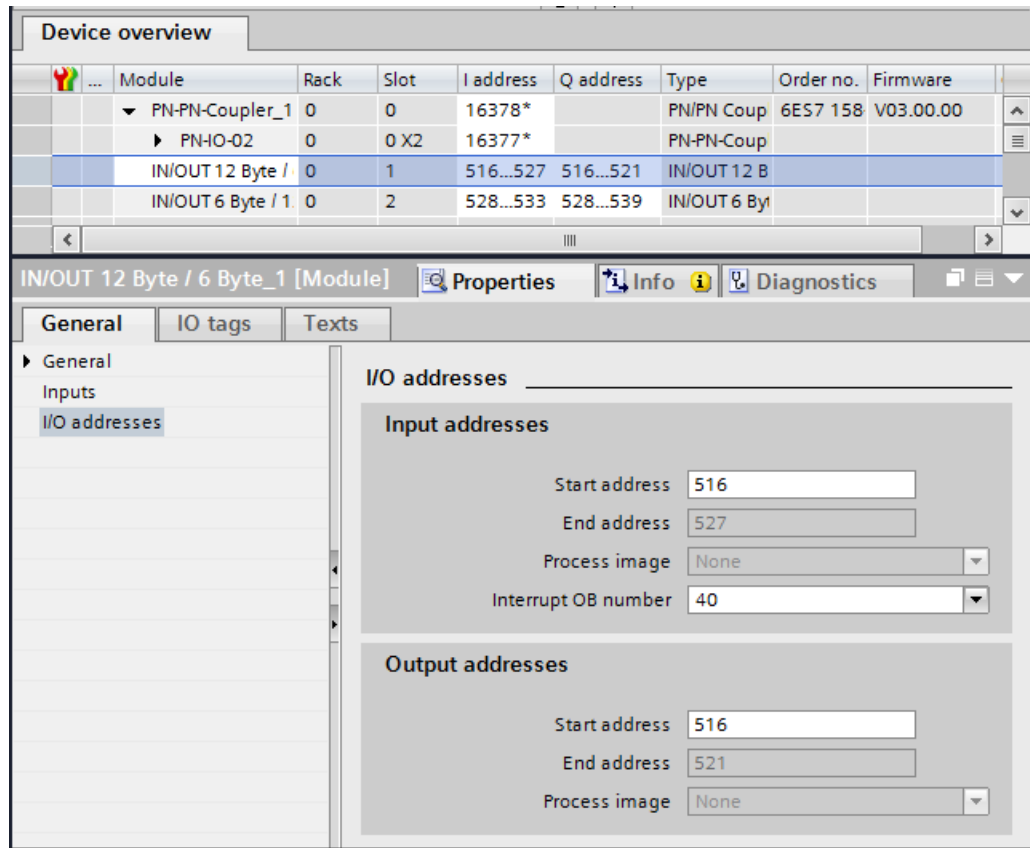 Device overview
... Module Rack Slot I address Q address Type Order no. Firmware
PN-PN-Coupler_1 0 0 16378* PN/PN Coup 6ES7 158- V03.00.00
PN-IO-02 0 0 X2 16377* PN-PN-Coup
IN/OUT 12 Byte / 0 1 516...527 516...521 IN/OUT 12 B
IN/OUT 6 Byte / 1. 0 2 528...533 528...539 IN/OUT 6 Byt
IN/OUT 12 Byte / 6 Byte_1 [Module] Properties Info Diagnostics
General IO tags Texts
General
Inputs
I/O addresses
I/O addresses
Input addresses
Start address 516
End address 527
Process image None
Interrupt OB number 40
Output addresses
Start address 516
End address 521
Process image None